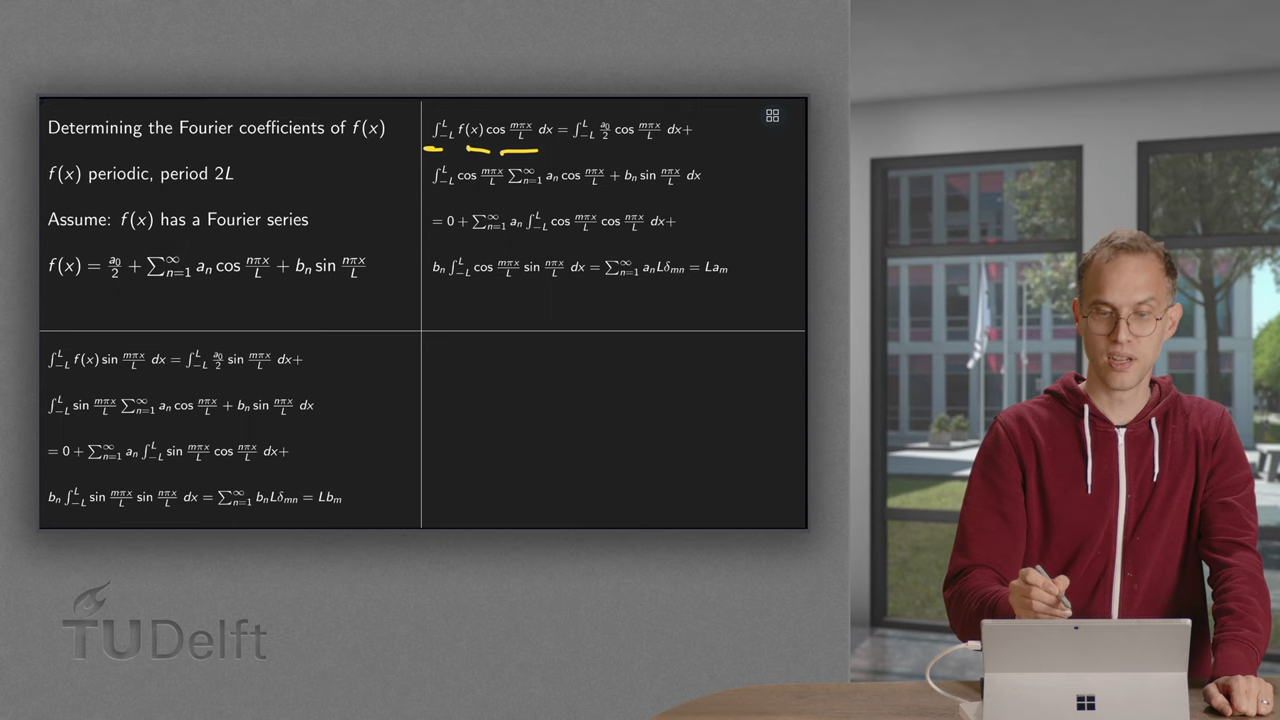 Determining the Fourier coefficients of f(x)
f(x) periodic, period 2L
Assume: f(x) has a Fourier series
f(x) = a₀/2 + ∑_{n=1}^{∞} aₙ cos nπx/L + bₙ sin nπx/L
∫_{-L}^{L} f(x) cos mπx/L dx = ∫_{-L}^{L} a₀/2 cos mπx/L dx+
∫_{-L}^{L} cos mπx/L ∑_{n=1}^{∞} aₙ cos nπx/L + bₙ sin nπx/L dx
= 0 + ∑_{n=1}^{∞} aₙ ∫_{-L}^{L} cos mπx/L cos nπx/L dx+
bₙ ∫_{-L}^{L} cos mπx/L sin nπx/L dx = ∑_{n=1}^{∞} aₙLδₘₙ = Laₘ
∫_{-L}^{L} f(x) sin mπx/L dx = ∫_{-L}^{L} a₀/2 sin mπx/L dx+
∫_{-L}^{L} sin mπx/L ∑_{n=1}^{∞} aₙ cos nπx/L + bₙ sin nπx/L dx
= 0 + ∑_{n=1}^{∞} aₙ ∫_{-L}^{L} sin mπx/L cos nπx/L dx+
bₙ ∫_{-L}^{L} sin mπx/L sin nπx/L dx = ∑_{n=1}^{∞} bₙLδₘₙ = Lbₘ
TUDelft